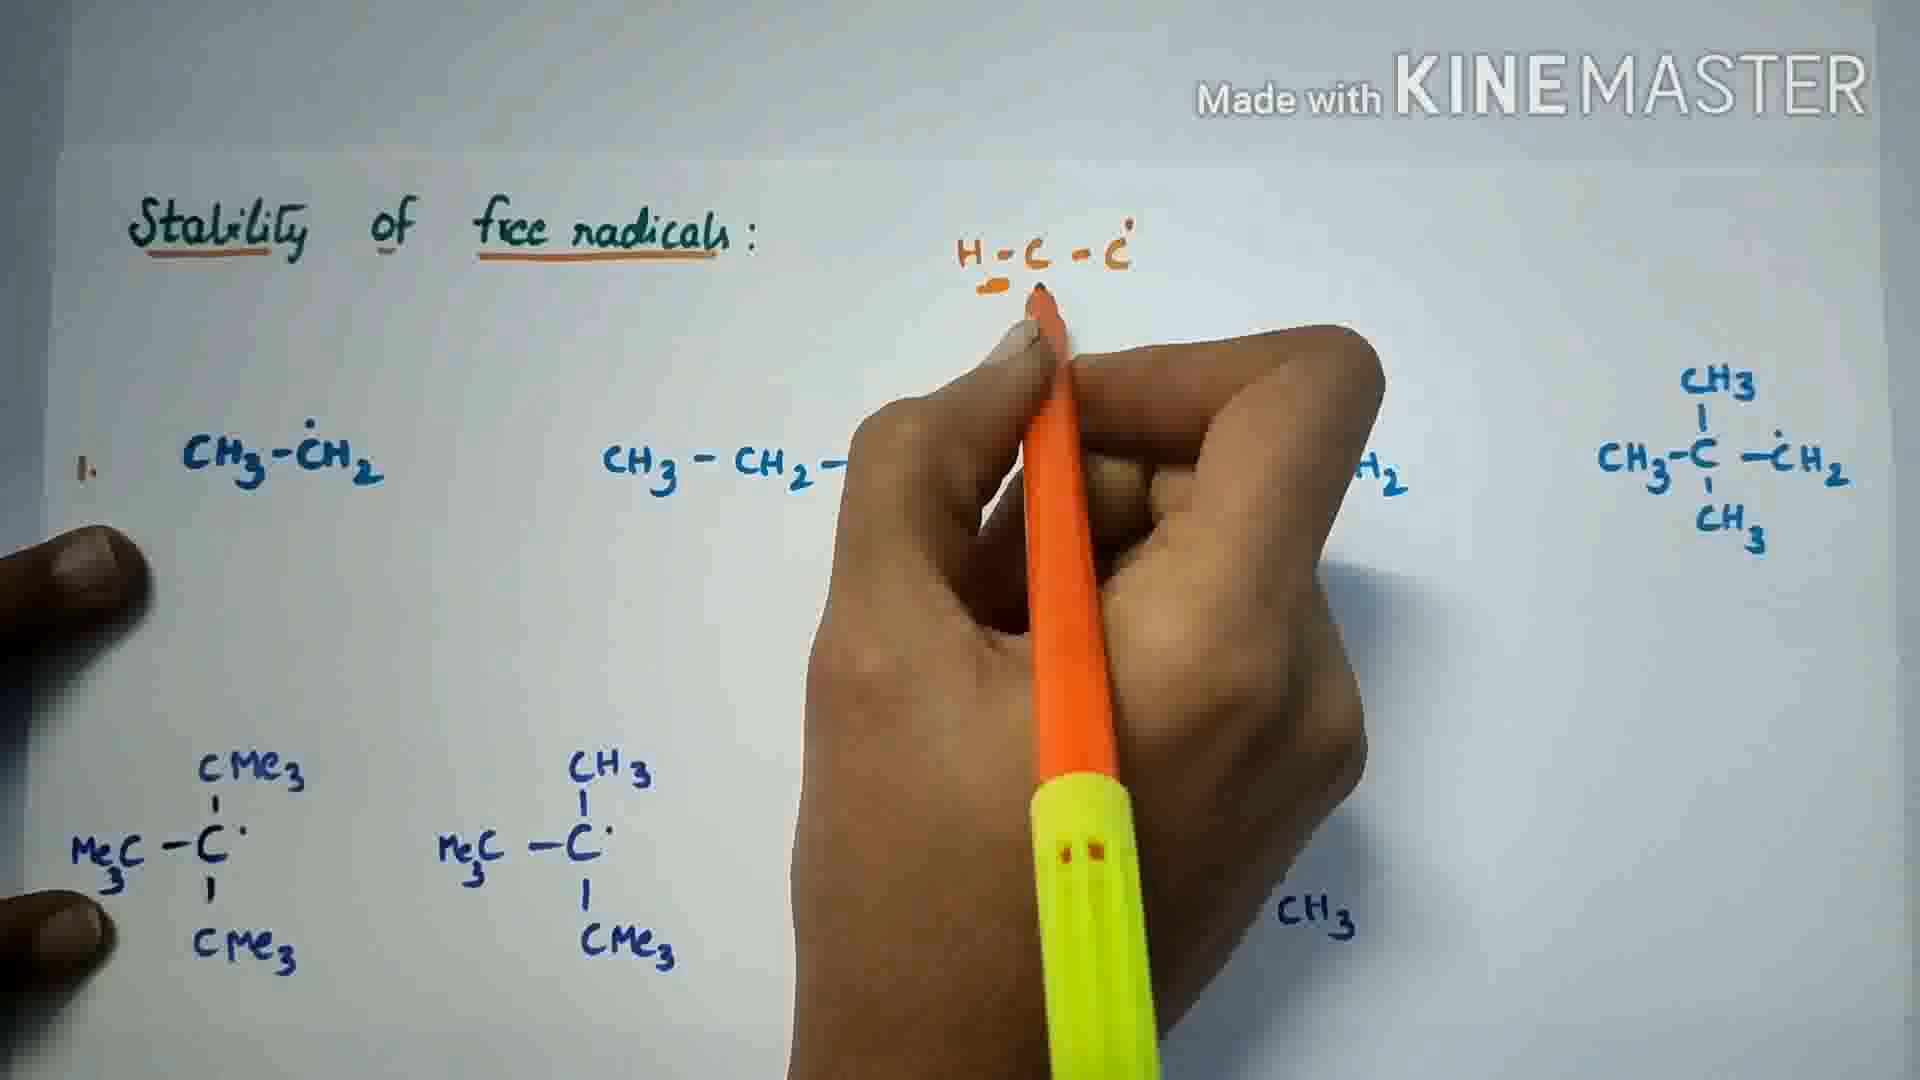 Made with KINEMASTER
Stability of free radicals:
H-C-Ċ
1. CH3-ĊH2
CH3-CH2-
H2
CH3
CH3-C-ĊH2
CH3
CMe3
Me3C-C·
CMe3
CH3
Me3C-C·
CMe3
CH3